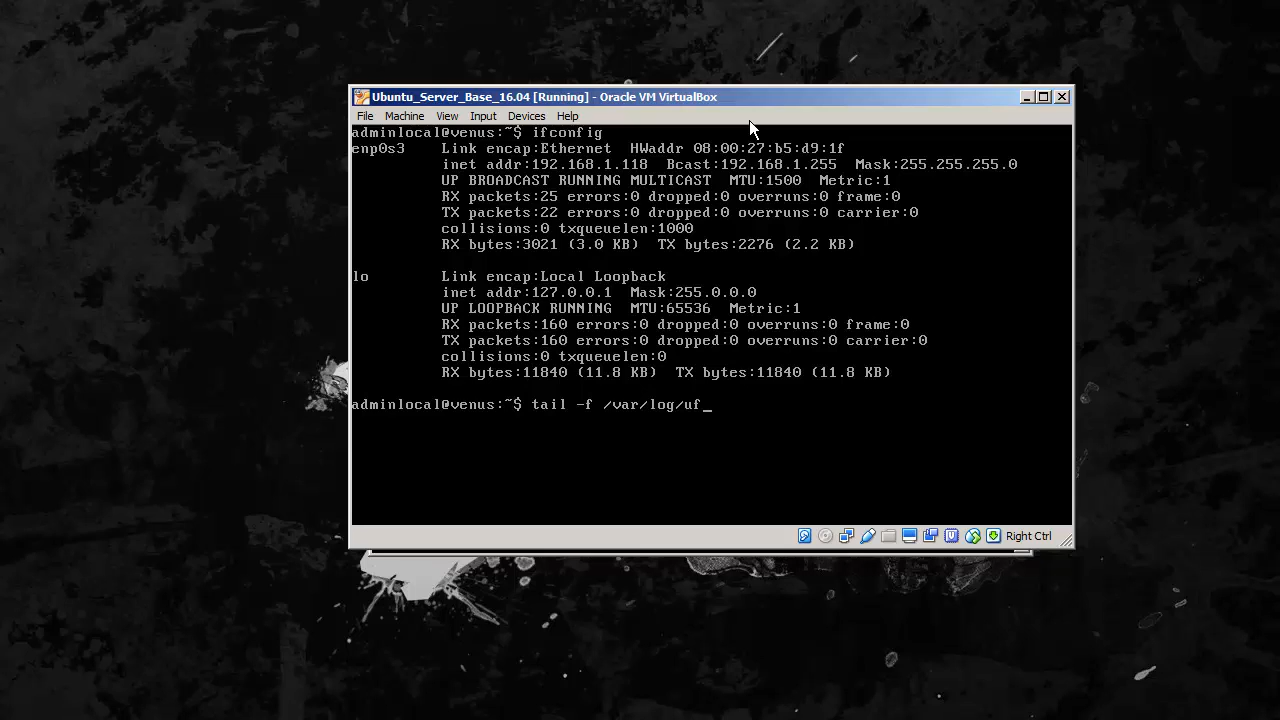 Ubuntu_Server_Base_16.04 [Running] - Oracle VM VirtualBox
File Machine View Input Devices Help
adminlocal@venus:~$ ifconfig
enp0s3    Link encap:Ethernet  HWaddr 08:00:27:b5:d9:1f
          inet addr:192.168.1.118  Bcast:192.168.1.255  Mask:255.255.255.0
          UP BROADCAST RUNNING MULTICAST  MTU:1500  Metric:1
          RX packets:25 errors:0 dropped:0 overruns:0 frame:0
          TX packets:22 errors:0 dropped:0 overruns:0 carrier:0
          collisions:0 txqueuelen:1000
          RX bytes:3021 (3.0 KB)  TX bytes:2276 (2.2 KB)
lo        Link encap:Local Loopback
          inet addr:127.0.0.1  Mask:255.0.0.0
          UP LOOPBACK RUNNING  MTU:65536  Metric:1
          RX packets:160 errors:0 dropped:0 overruns:0 frame:0
          TX packets:160 errors:0 dropped:0 overruns:0 carrier:0
          collisions:0 txqueuelen:0
          RX bytes:11840 (11.8 KB)  TX bytes:11840 (11.8 KB)
adminlocal@venus:~$ tail -f /var/log/uf_
Right Ctrl